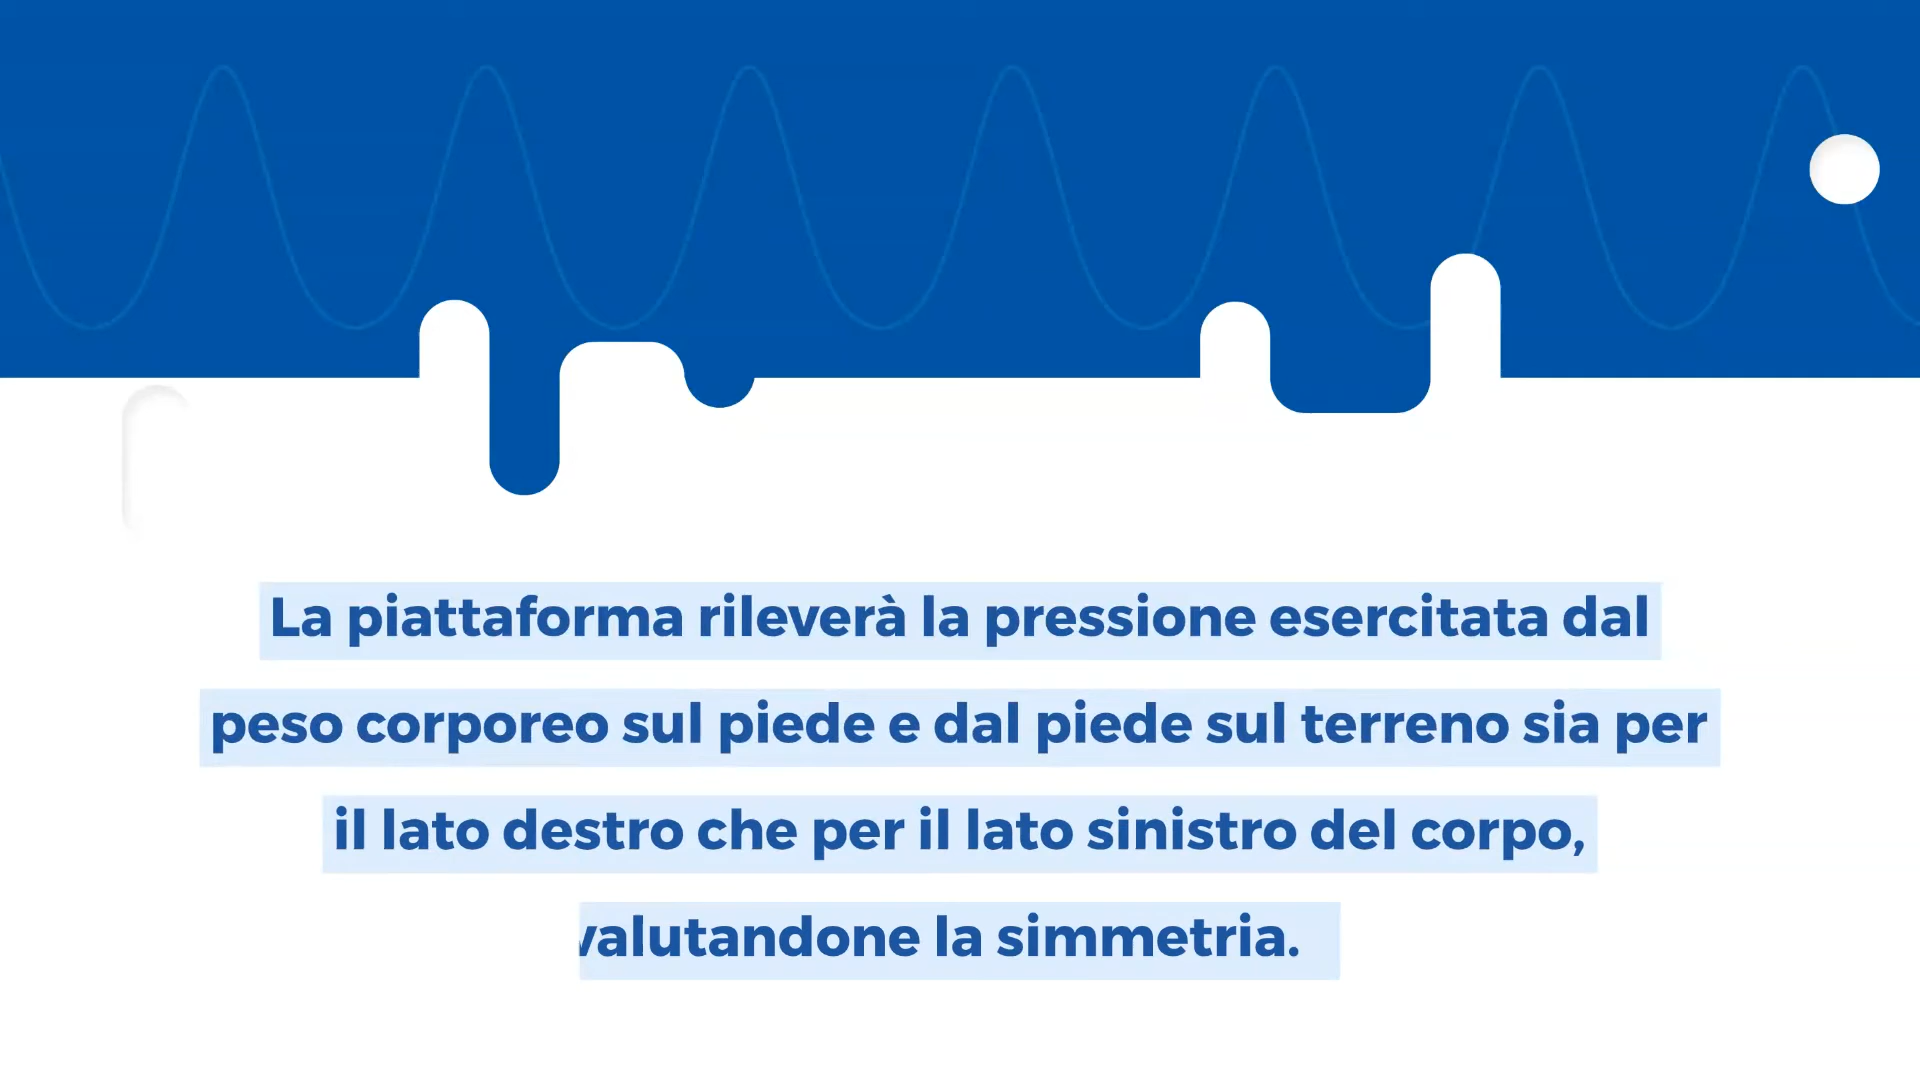 La piattaforma rileverà la pressione esercitata dal
peso corporeo sul piede e dal piede sul terreno sia per
il lato destro che per il lato sinistro del corpo,
valutandone la simmetria.